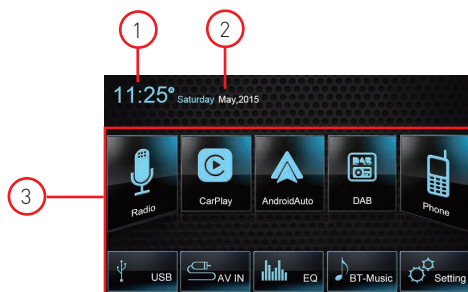 1 2
11:25° Saturday May,2015
3
Radio CarPlay AndroidAuto DAB Phone
USB AV IN EQ BT-Music Setting